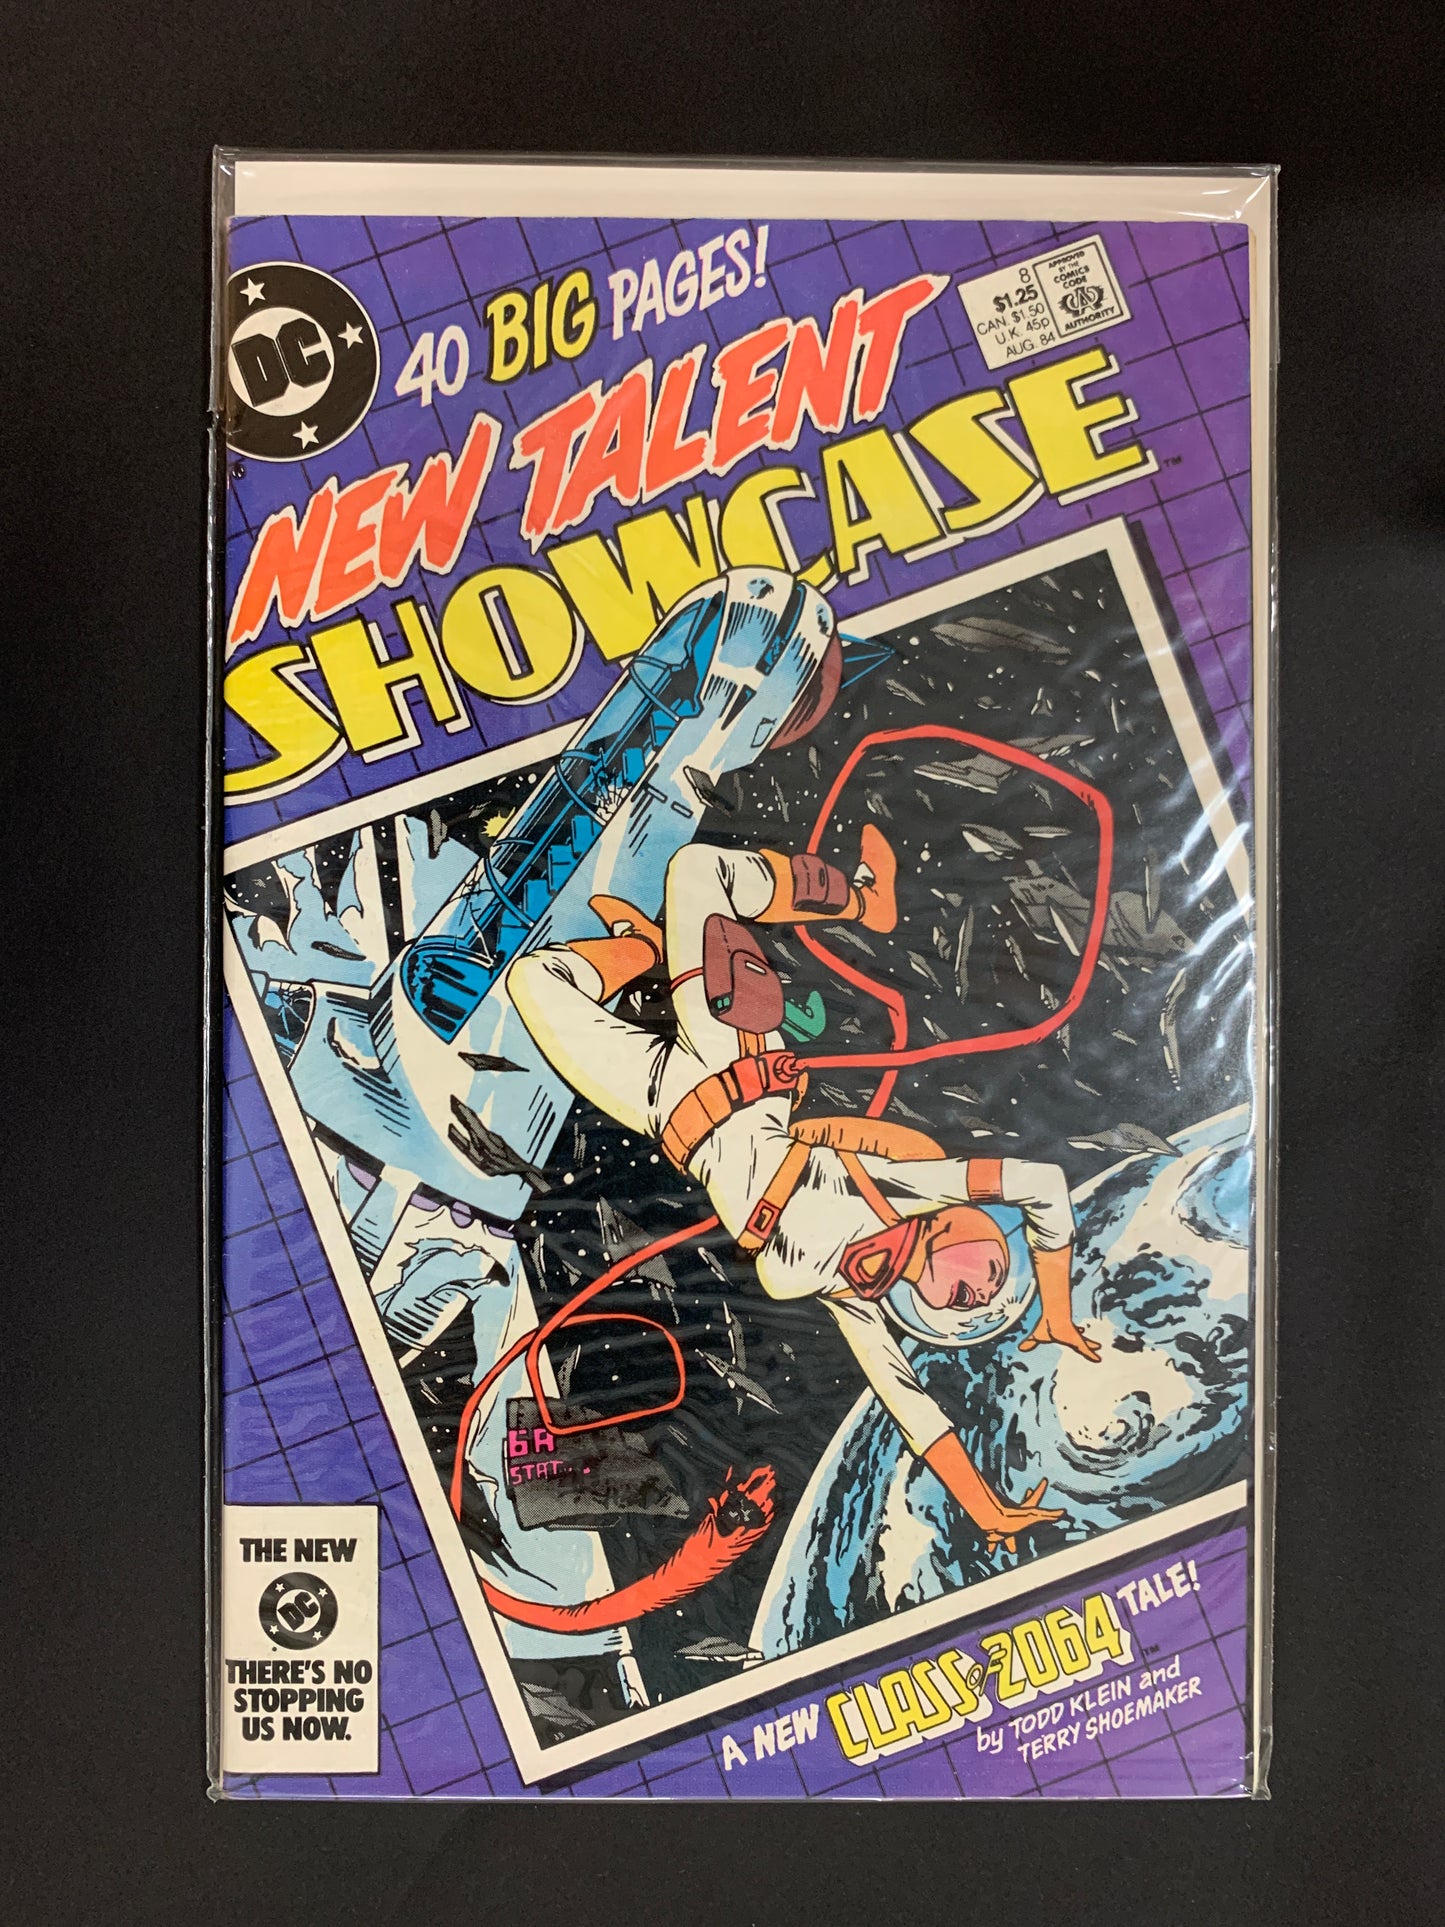 DC
40 BIG PAGES!
8
$1.25
CAN. $1.50
U.K. 45p
AUG. 84
APPROVED
BY THE
COMICS
CODE
AUTHORITY
NEW TALENT
SHOWCASE™
6A
STAT...
THE NEW
DC
THERE'S NO
STOPPING
US NOW.
A NEW CLASS OF 2064™ TALE!
by TODD KLEIN and
TERRY SHOEMAKER